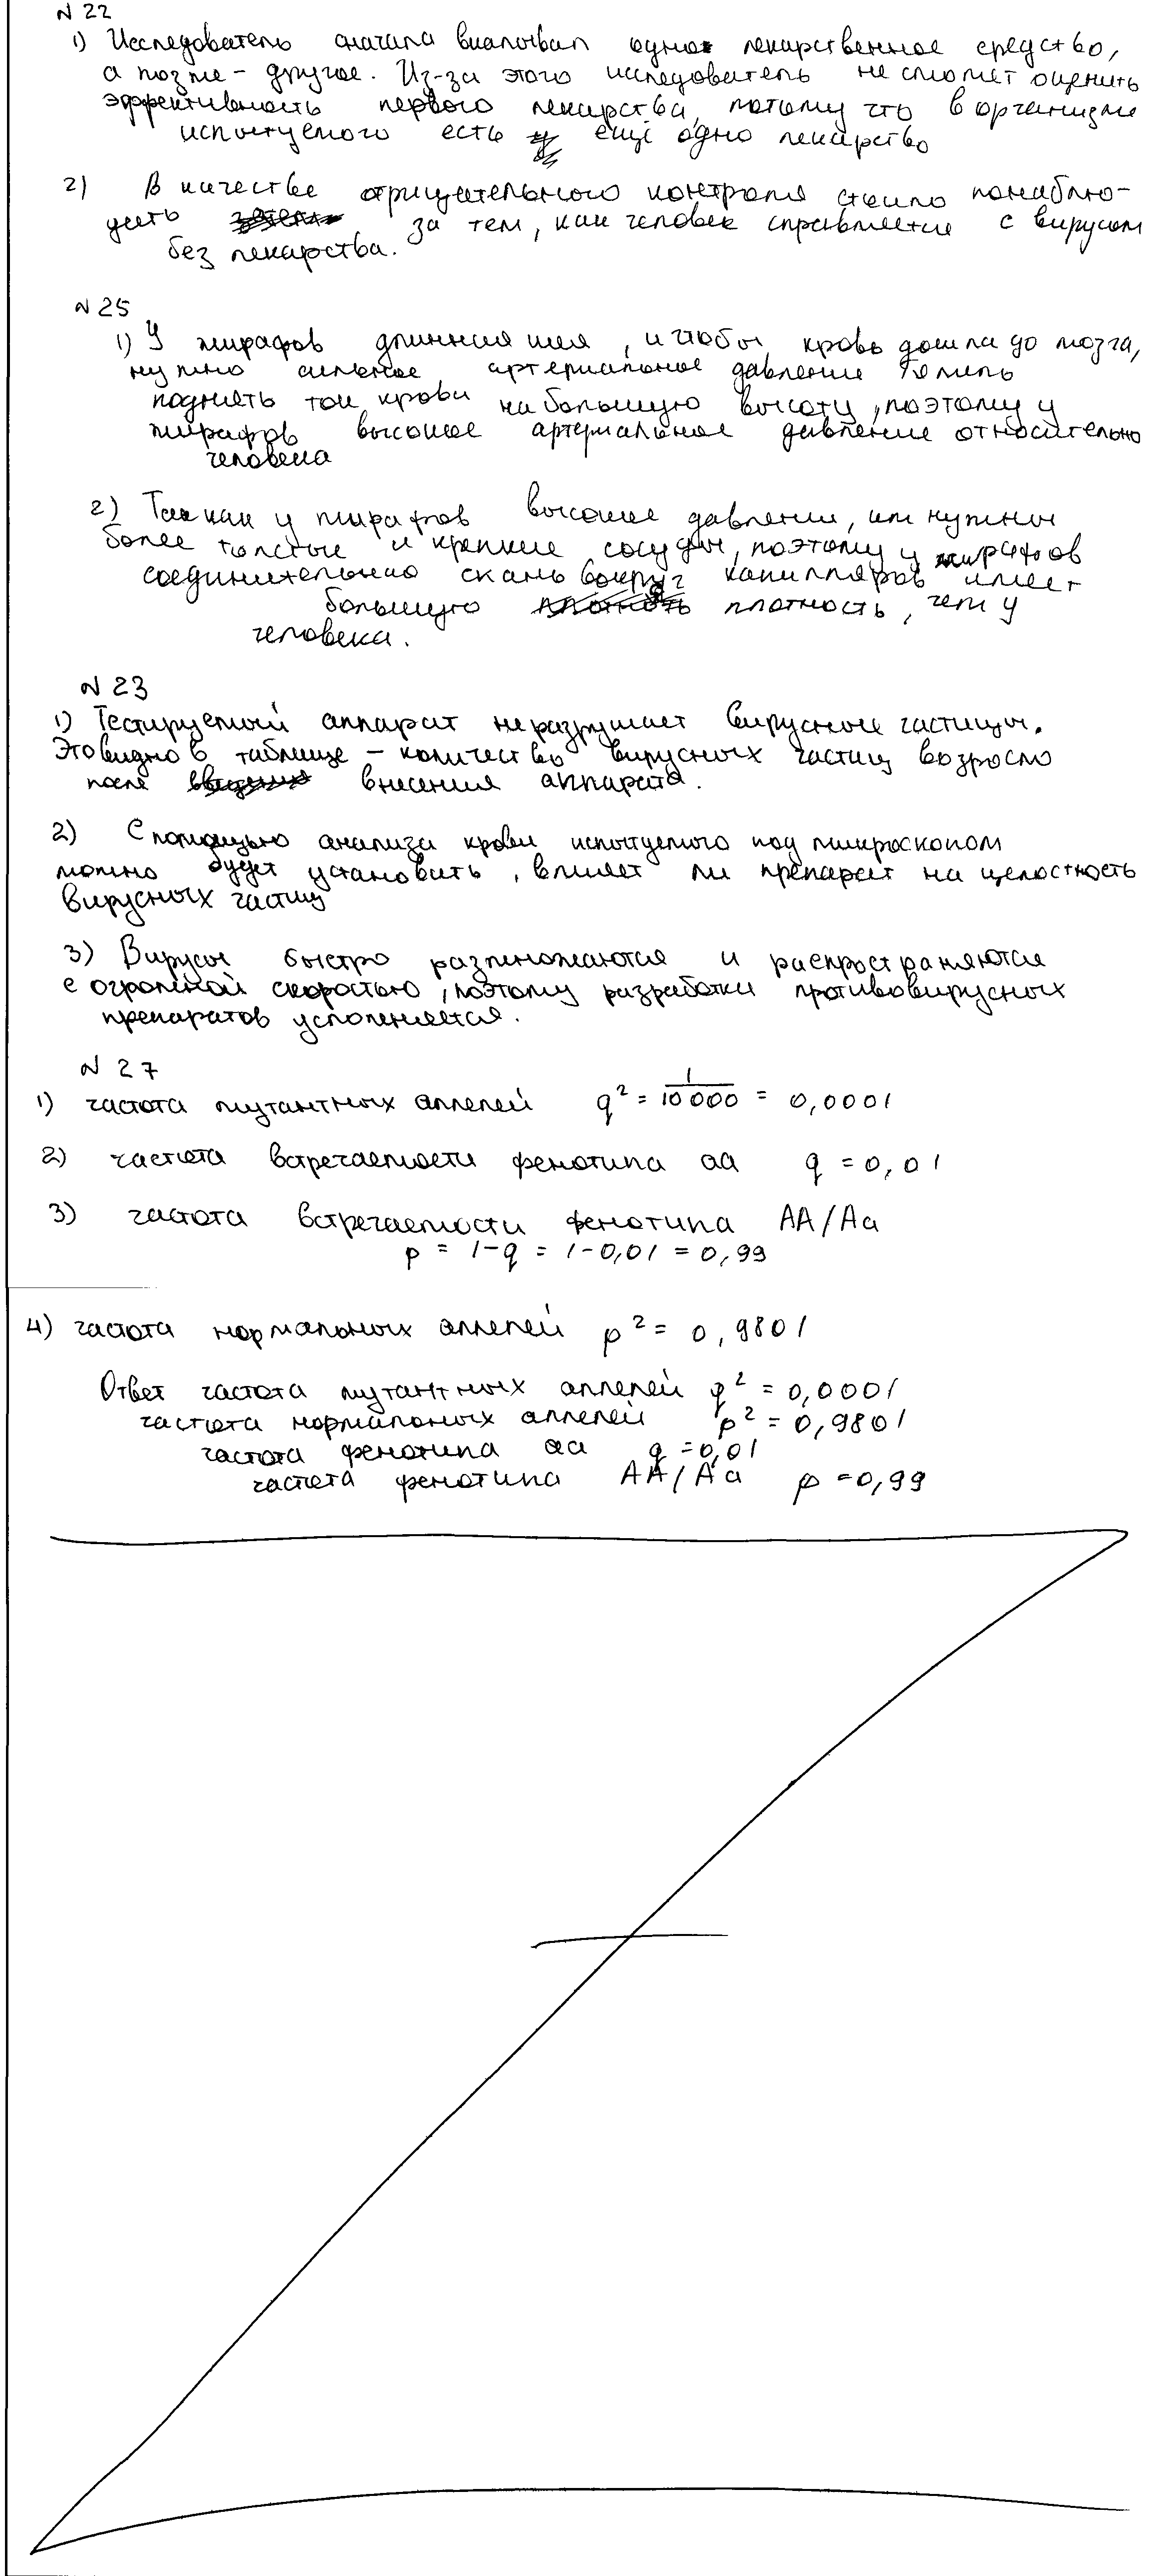 N 22
1) Исследователь сначала вкалывал одно лекарственное средство,
а позже - другое. Из-за этого исследователь не сможет оценить
эффективность первого лекарства, потому что в организме
испытуемого есть ещё одно лекарство
2) В качестве отрицательного контроля стоило понаблю-
дать за тем, как человек справляется с вирусом
без лекарства.
N 25
1) У жирафов длинная шея, и чтобы кровь дошла до мозга,
нужно сильное артериальное давление
поднять ток крови на большую высоту, поэтому у
жирафов высокое артериальное давление относительно
человека
2) Так как у жирафов высокое давление, им нужны
более толстые и крепкие сосуды, поэтому у жирафов
соединительная скань вокруг капилляров имеет
большую плотность, чем у
человека.
N 23
1) Тестируемый аппарат не разрушает вирусные частицы.
Это видно в таблице - количество вирусных частиц возросло
после внесения аппарата.
2) С помощью анализа крови испытуемого под микроскопом
можно будет установить, влияет ли препарат на целостность
вирусных частиц
3) Вирусы быстро размножаются и распространяются
с огромной скоростью, поэтому разработки противовирусных
препаратов усложняется.
N 27
1) частота мутантных аллелей q² = 1/10000 = 0,0001
2) частота встречаемости фенотипа аа q = 0,01
3) частота встречаемости фенотипа АА/Аа
p = 1-q = 1-0,01 = 0,99
4) частота нормальных аллелей p² = 0,9801
Ответ частота мутантных аллелей q² = 0,0001
частота нормальных аллелей p² = 0,9801
частота фенотипа аа q = 0,01
частота фенотипа АА/Аа p = 0,99